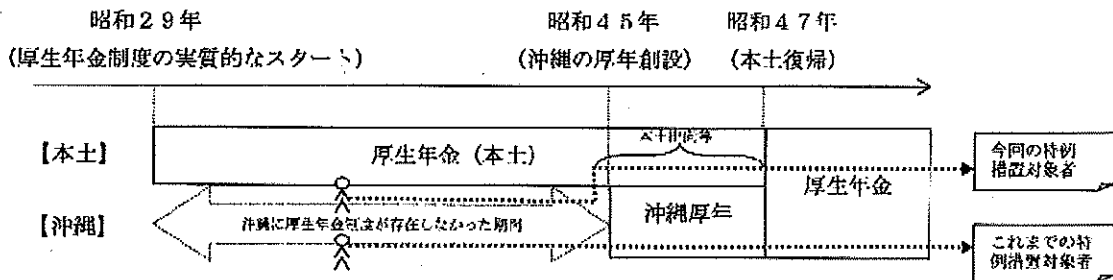 昭和29年
昭和45年
昭和47年
(厚生年金制度の実質的なスタート)
(沖縄の厚年創設)
(本土復帰)
【本土】
厚生年金(本土)
厚生年金
今回の特例
措置対象者
【沖縄】
沖縄に厚生年金制度が存在しなかった期間
沖縄厚年
これまでの特
例措置対象者